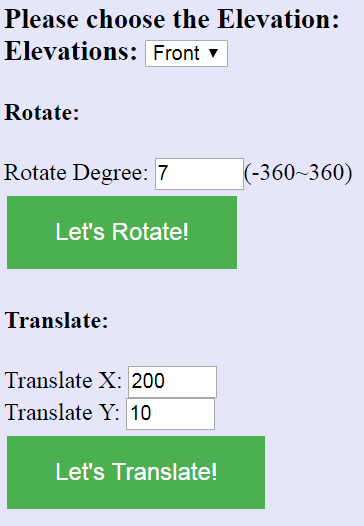 Please choose the Elevation:
Elevations: Front ▼
Rotate:
Rotate Degree: 7 (-360~360)
Let's Rotate!
Translate:
Translate X: 200
Translate Y: 10
Let's Translate!